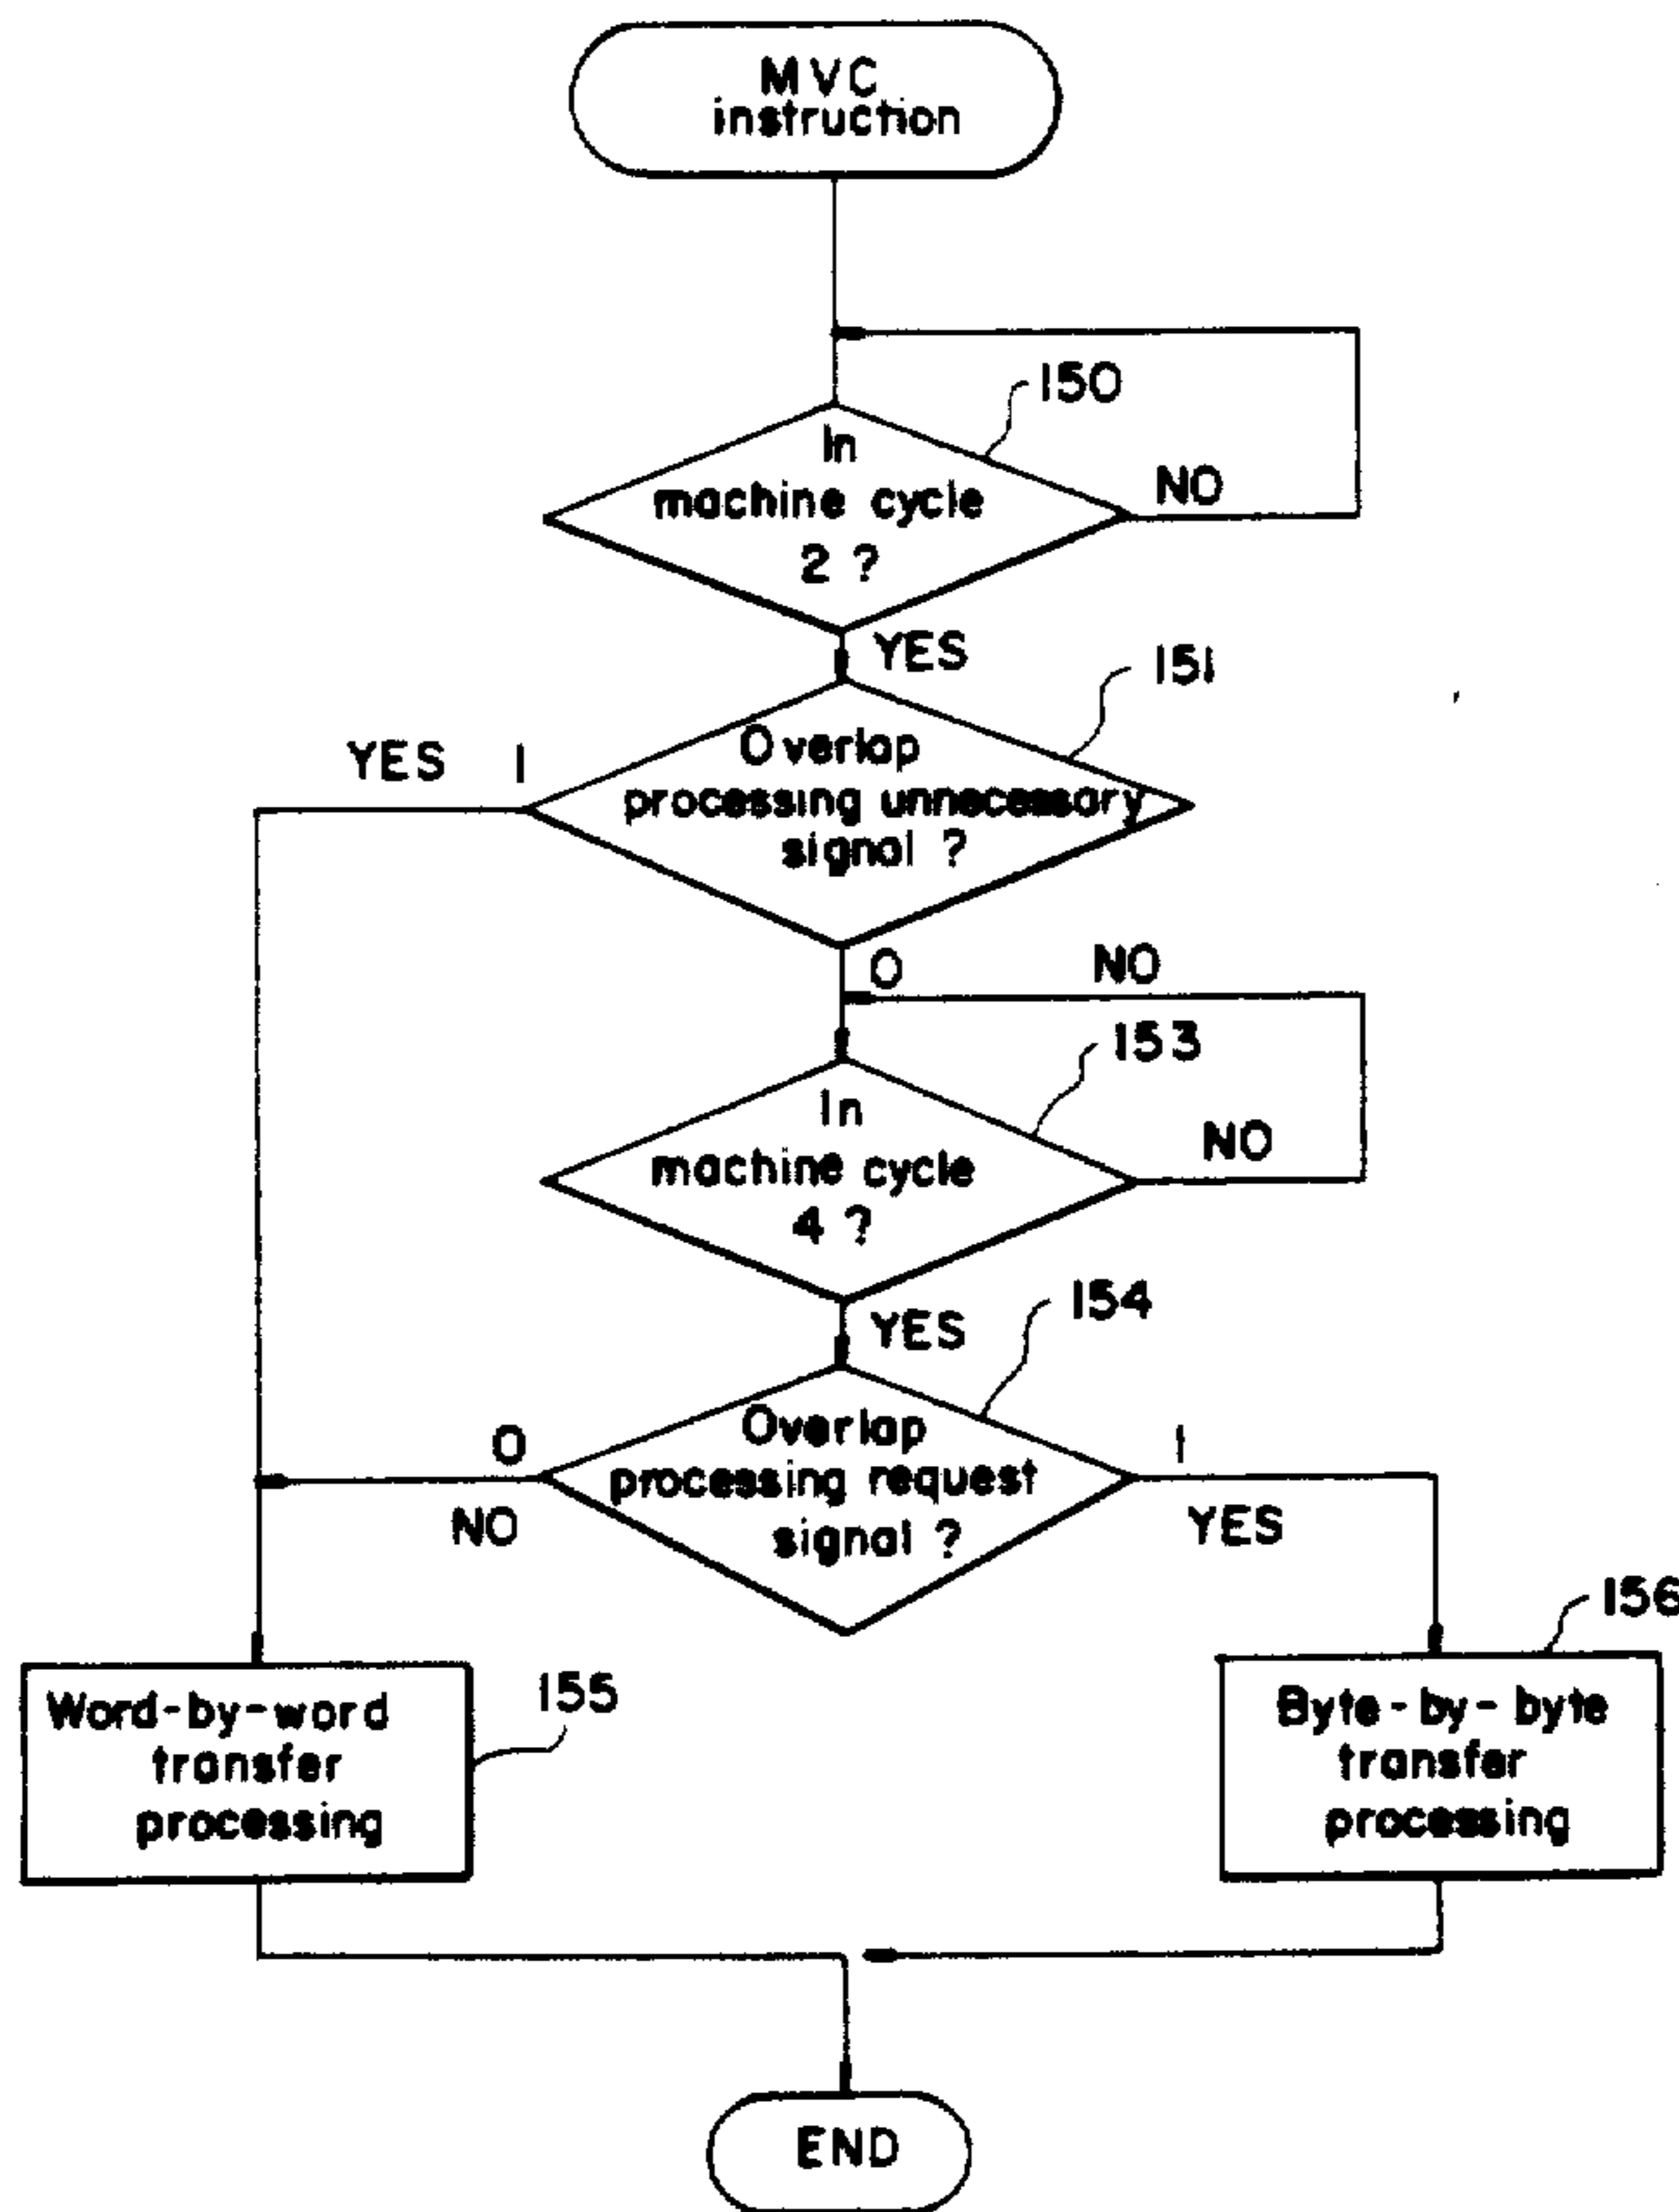 MVC
instruction
150
In
machine cycle
2 ?
NO
YES
151
YES 1
Overlap
processing unnecessary
signal ?
0
NO
153
In
machine cycle
4 ?
NO
YES
154
0
Overlap
processing request
signal ?
1
NO
YES
156
Word-by-word
transfer
processing
155
Byte-by-byte
transfer
processing
END